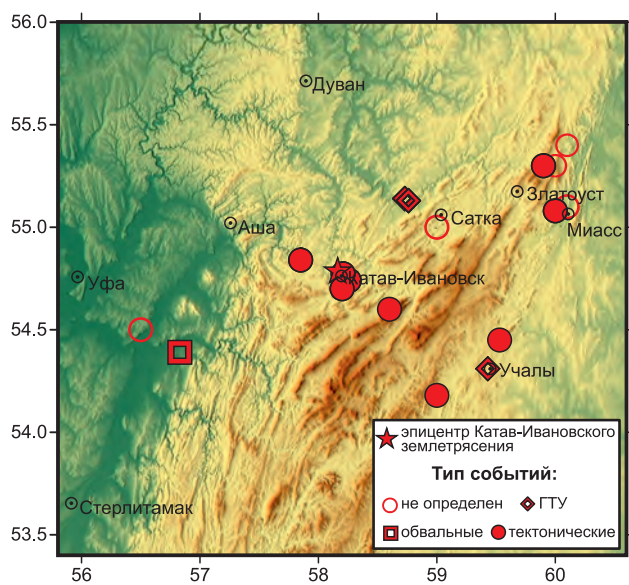 56.0
Дуван
55.5
Златоуст
Сатка
Миасс
Аша
55.0
Уфа
Катав-Ивановск
54.5
Учалы
54.0
эпицентр Катав-Ивановского
землетрясения
Тип событий:
не определен
ГТУ
обвальные
тектонические
Стерлитамак
53.5
56
57
58
59
60